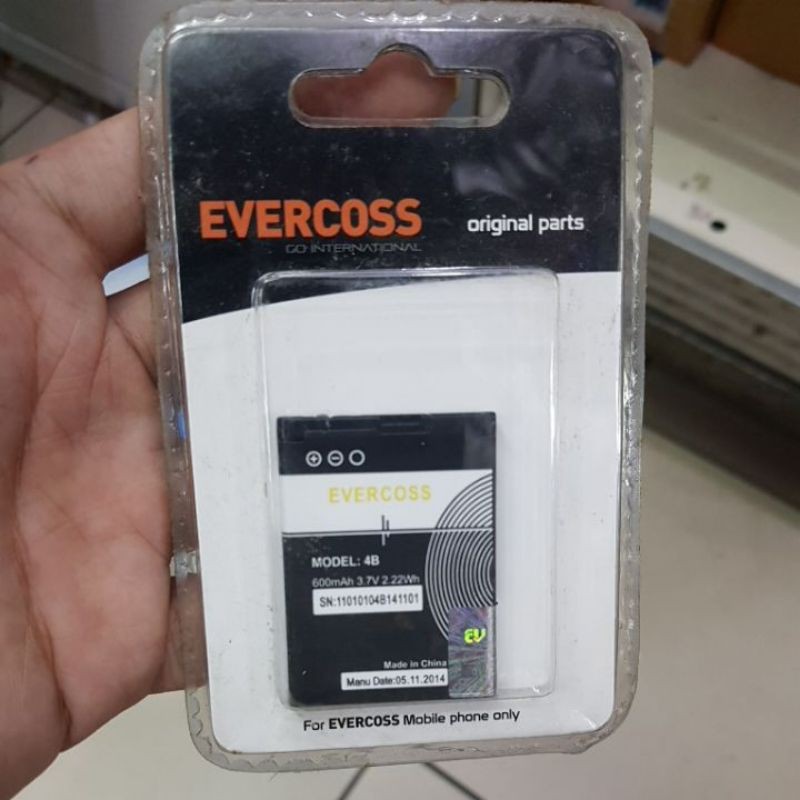 EVERCOSS
GO INTERNATIONAL
original parts
EVERCOSS
MODEL: 4B
600mAh 3.7V 2.22Wh
SN:11010104B141101
EV
Made in China
Manu Date:05.11.2014
For EVERCOSS Mobile phone only